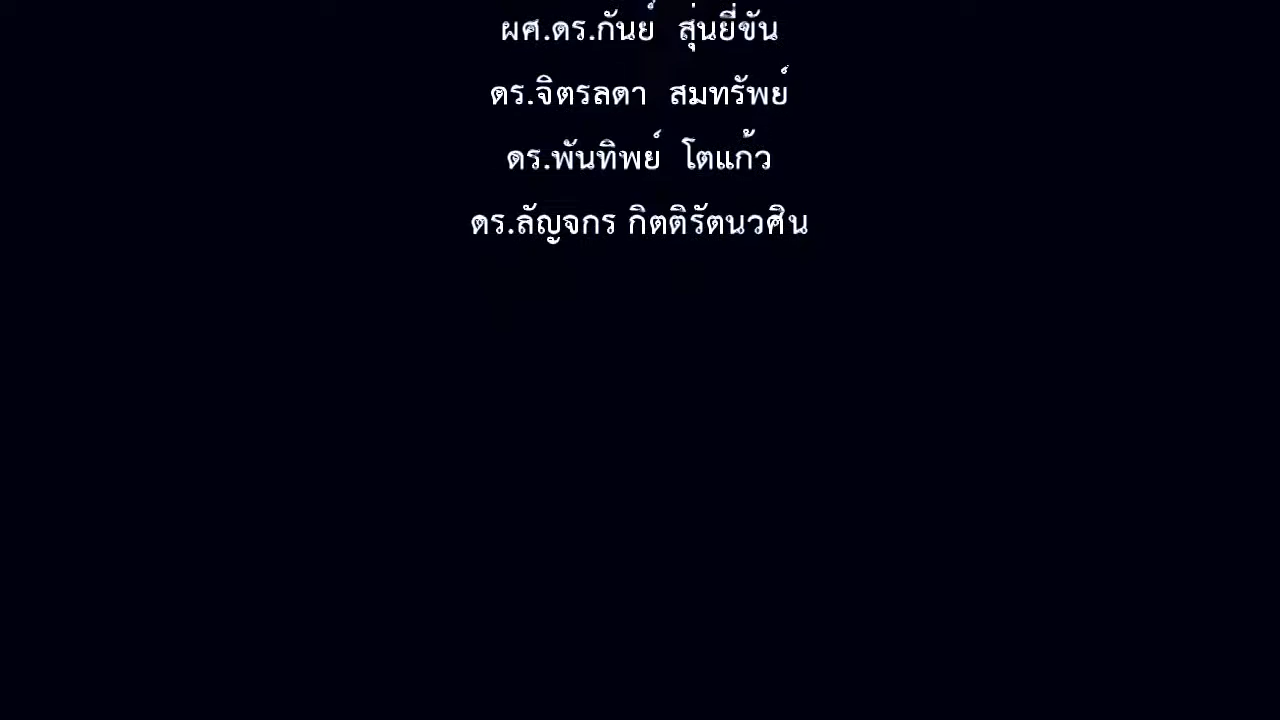 ผศ.ดร.กันย์ สุ่นยี่ขัน
ดร.จิตรลดา สมทรัพย์
ดร.พันทิพย์ โตแก้ว
ดร.ลัญจกร กิตติรัตนวศิน